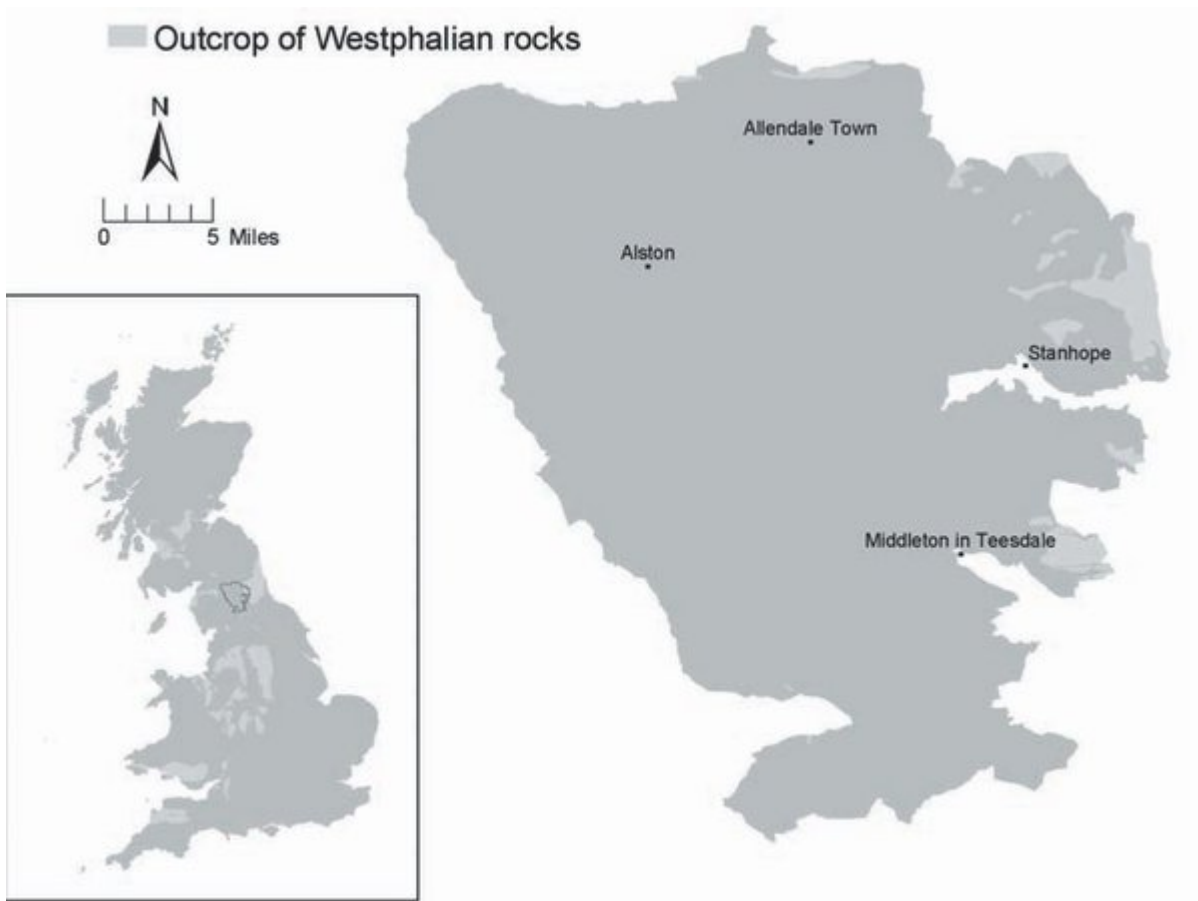 Outcrop of Westphalian rocks
N
0 5 Miles
Allendale Town
Alston
Stanhope
Middleton in Teesdale